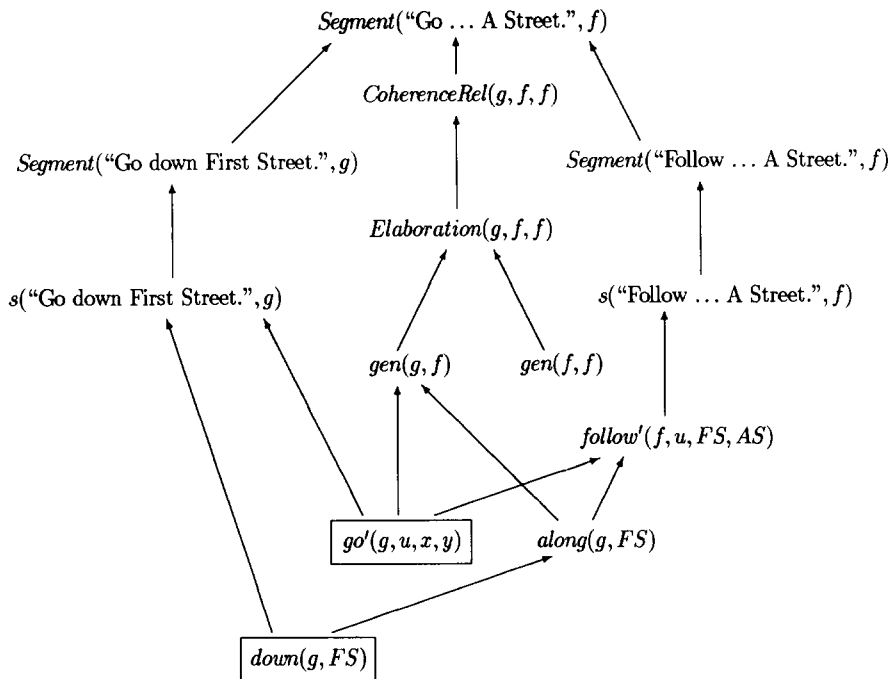 Segment(“Go … A Street.”, f)
CoherenceRel(g, f, f)
Segment(“Go down First Street.”, g)
Segment(“Follow … A Street.”, f)
Elaboration(g, f, f)
s(“Go down First Street.”, g)
s(“Follow … A Street.”, f)
gen(g, f)
gen(f, f)
follow′(f, u, FS, AS)
go′(g, u, x, y)
along(g, FS)
down(g, FS)